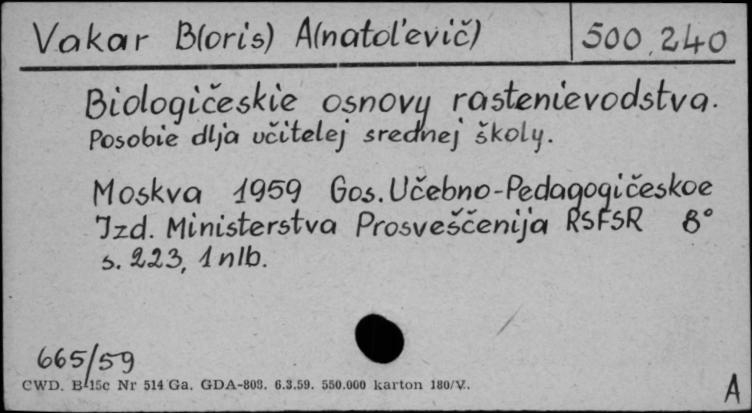 Vakar B(oris) A(natol'evič) 500.240
Biologičeskie osnovy rastenievodstva.
Posobie dlja učitelej srednej školy.
Moskva 1959 Gos. Učebno-Pedagogičeskoe
Izd. Ministerstva Prosveščenija RSFSR 8°
s. 223, 1 nlb.
665/59
CWD. B-15c Nr 514 Ga. GDA-803. 6.3.59. 550.000 karton 180/V.
A